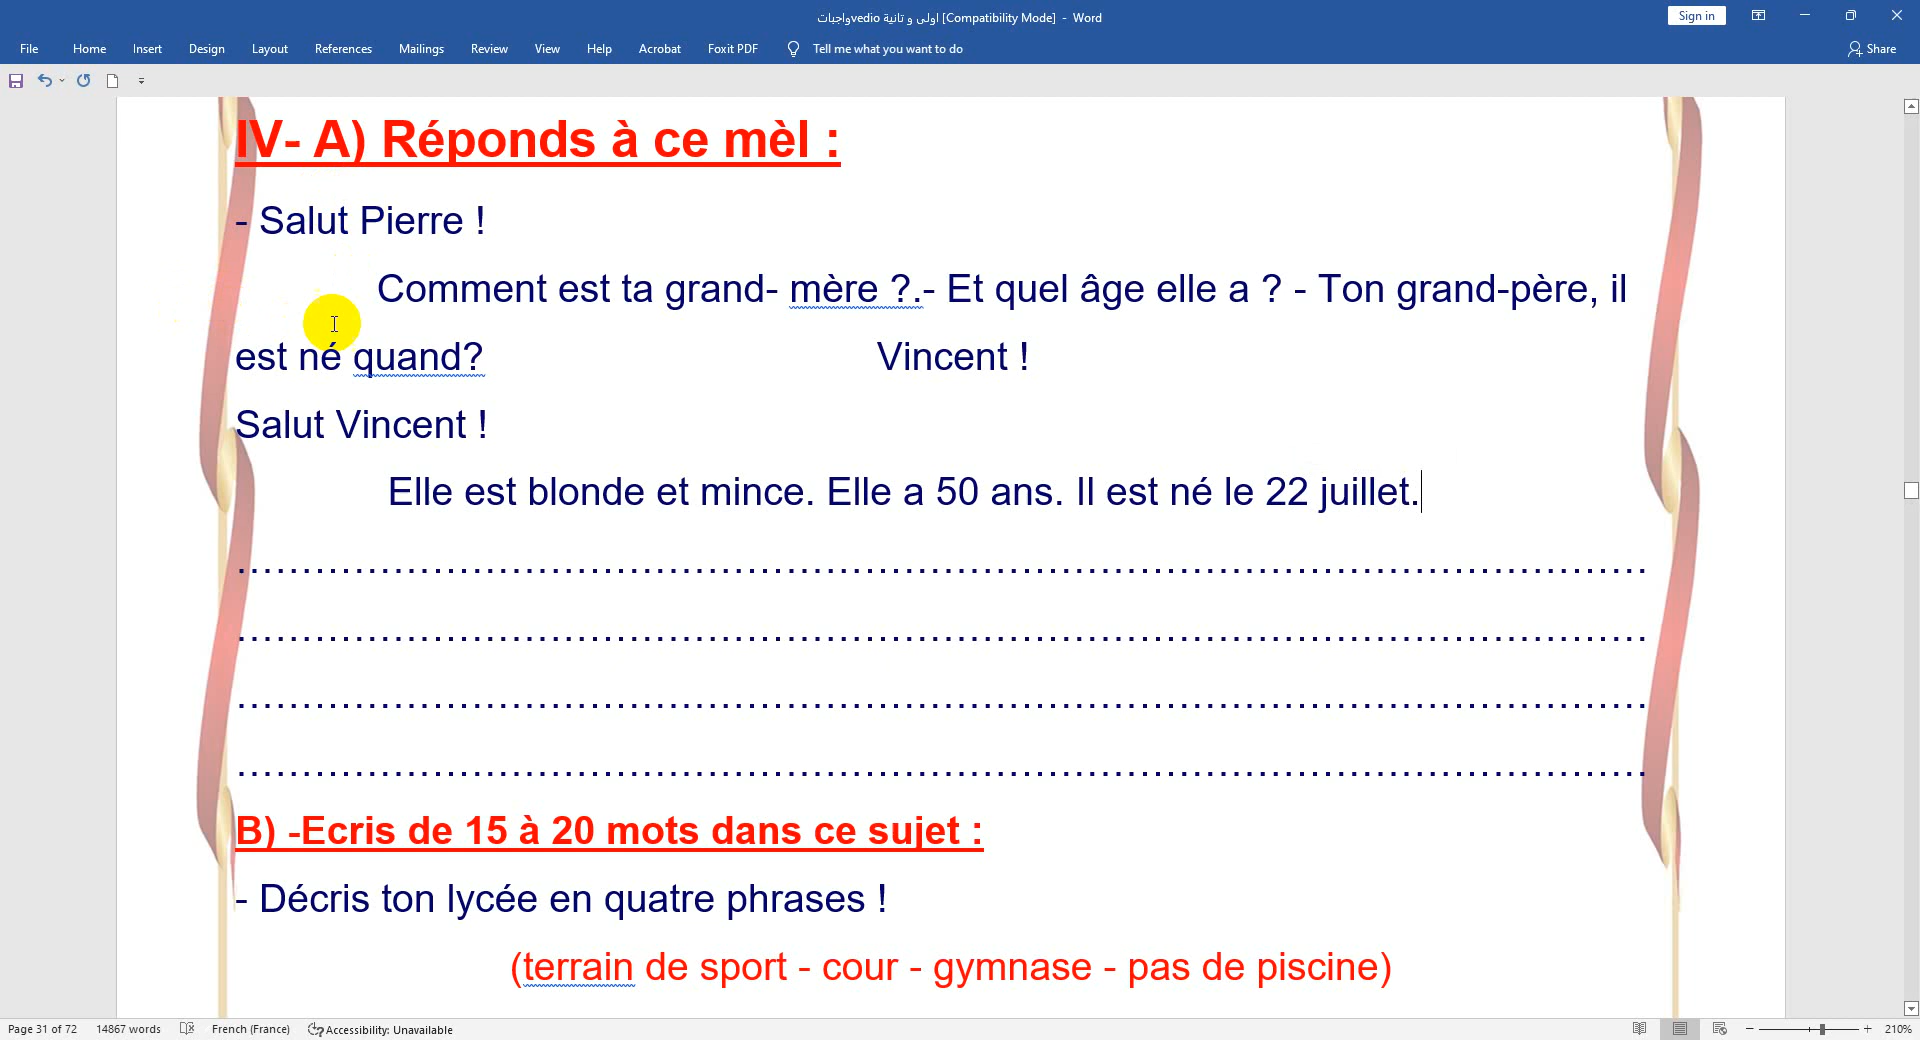 واجباتvedio اولى و تانية [Compatibility Mode] - Word
Sign in
File Home Insert Design Layout References Mailings Review View Help Acrobat Foxit PDF Tell me what you want to do Share
IV- A) Réponds à ce mèl :
- Salut Pierre !
Comment est ta grand- mère ?.- Et quel âge elle a ? - Ton grand-père, il
est né quand? Vincent !
Salut Vincent !
Elle est blonde et mince. Elle a 50 ans. Il est né le 22 juillet.
B) -Ecris de 15 à 20 mots dans ce sujet :
- Décris ton lycée en quatre phrases !
(terrain de sport - cour - gymnase - pas de piscine)
Page 31 of 72 14867 words French (France) Accessibility: Unavailable 210%